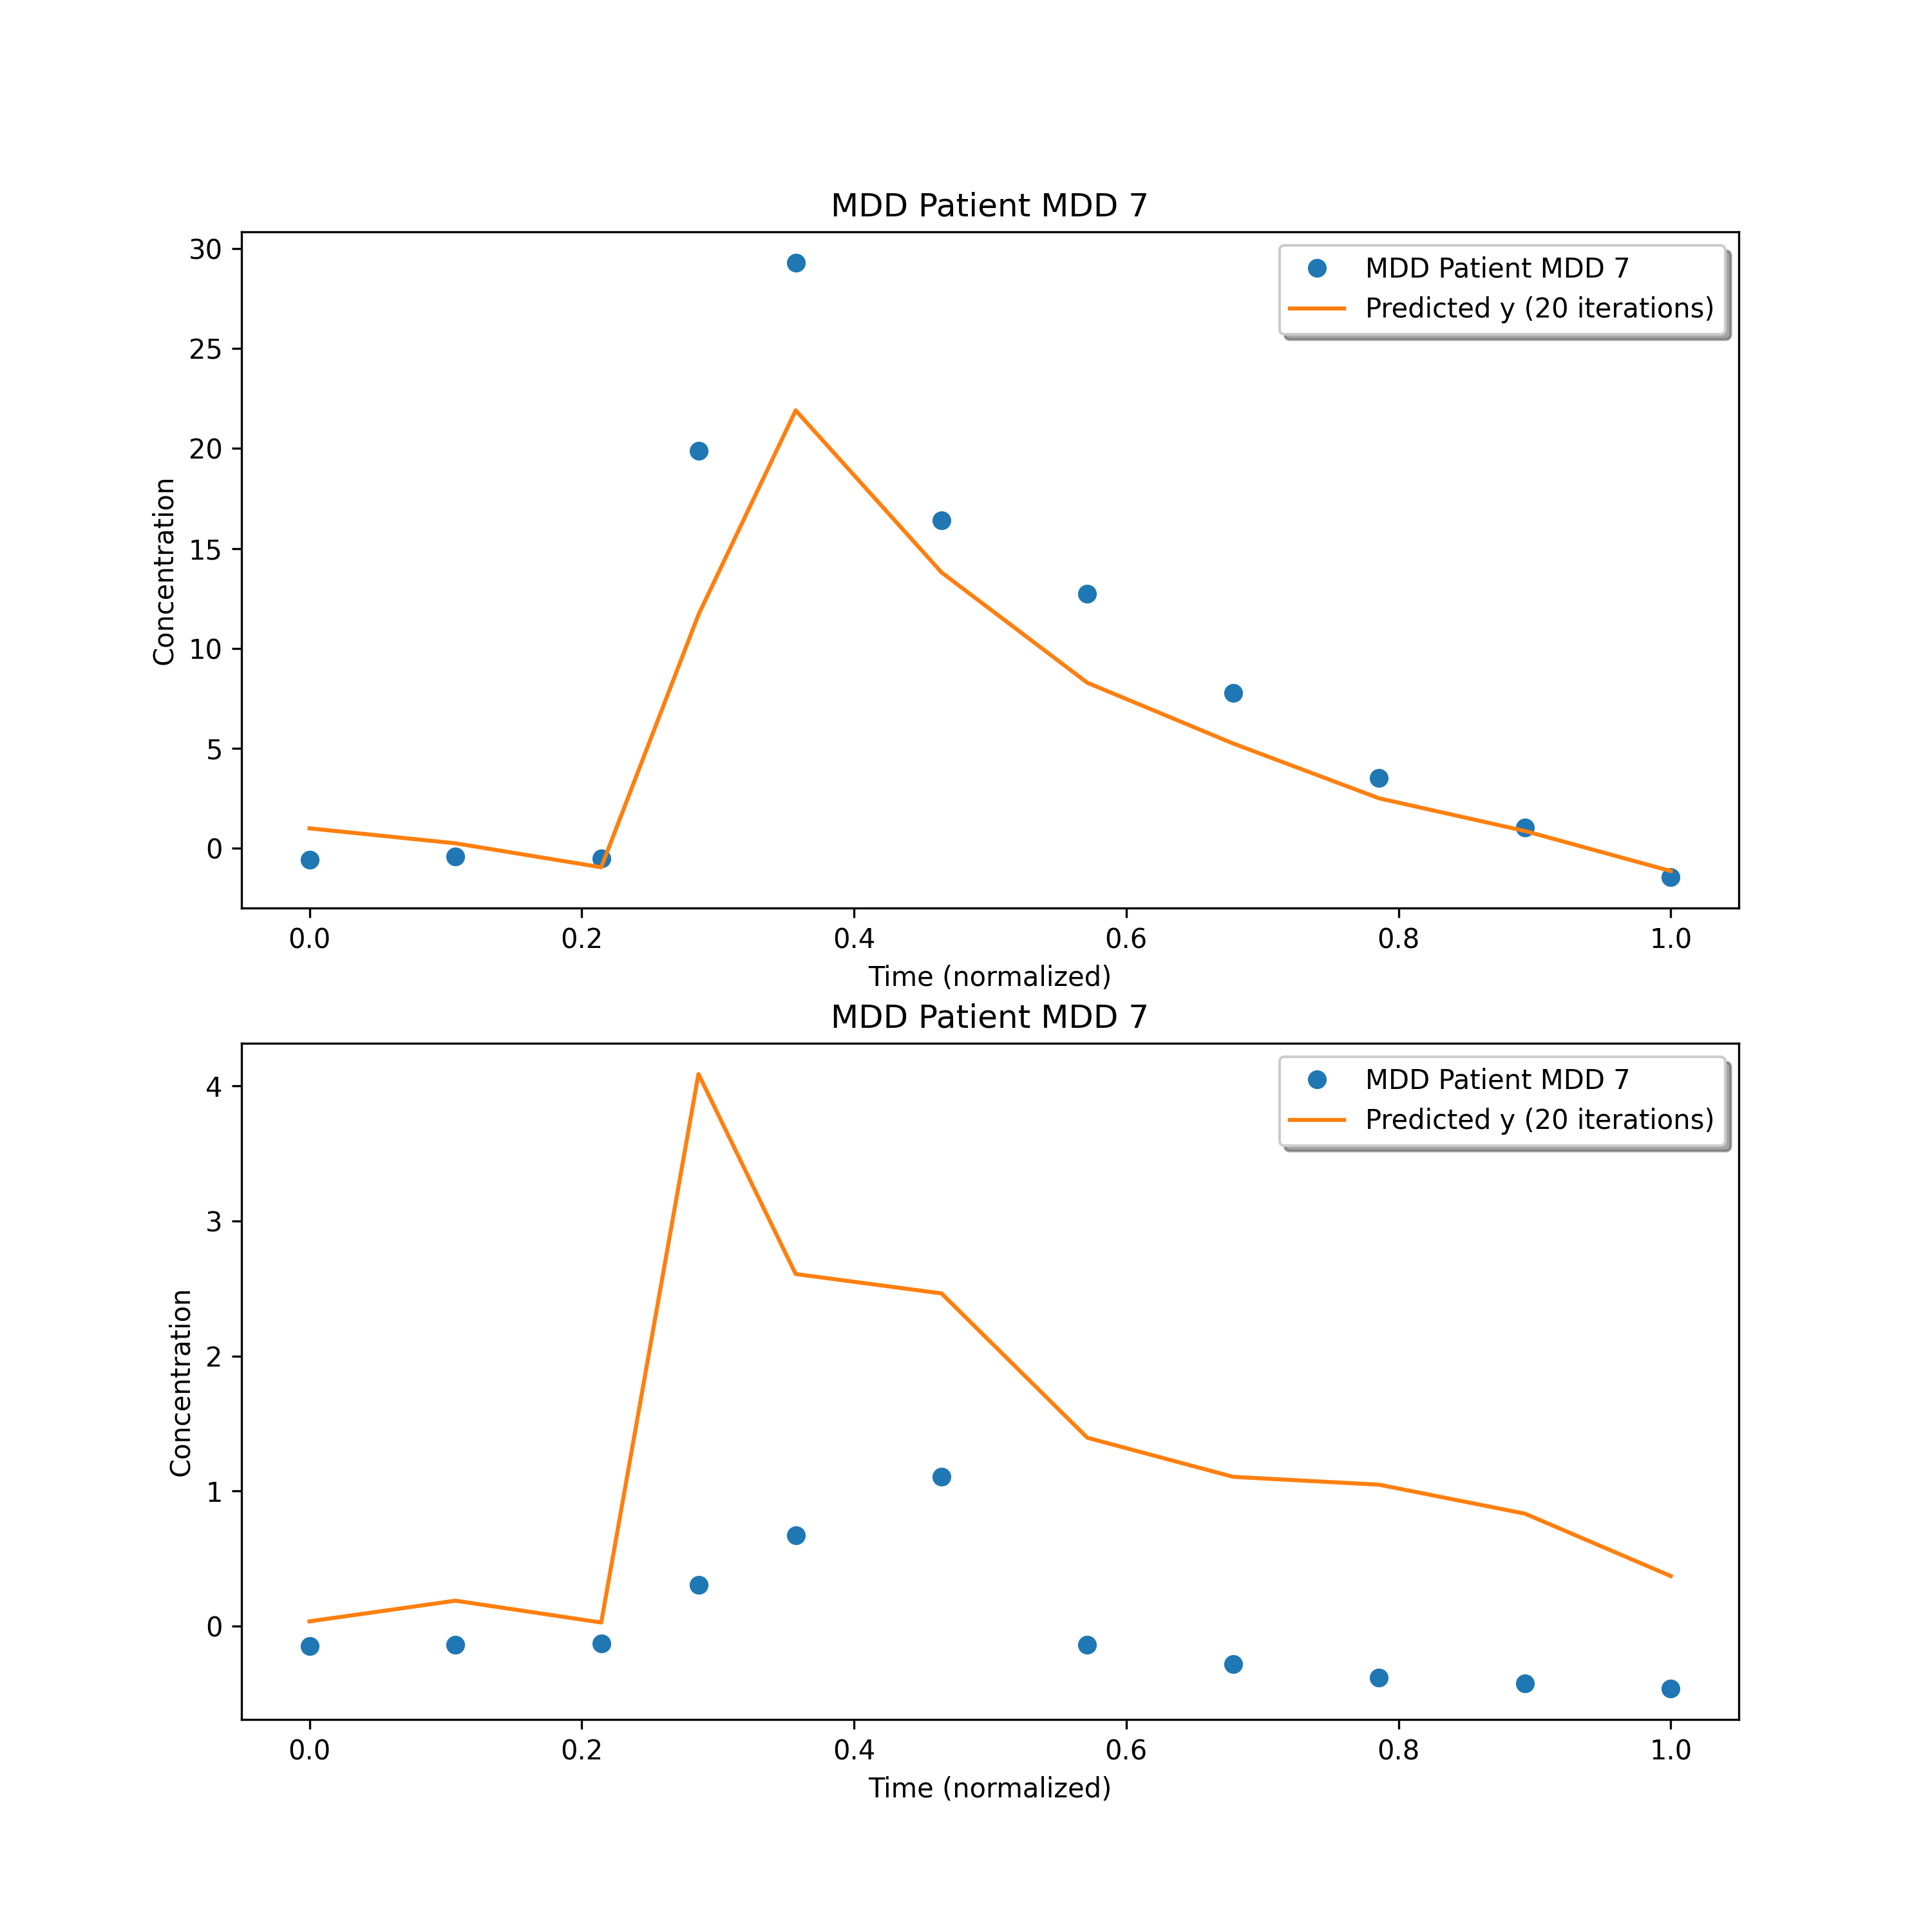 MDD Patient MDD 7
30
25
20
15
10
5
0
Concentration
MDD Patient MDD 7
Predicted y (20 iterations)
0.0 0.2 0.4 0.6 0.8 1.0
Time (normalized)
MDD Patient MDD 7
4
3
2
1
0
Concentration
MDD Patient MDD 7
Predicted y (20 iterations)
0.0 0.2 0.4 0.6 0.8 1.0
Time (normalized)